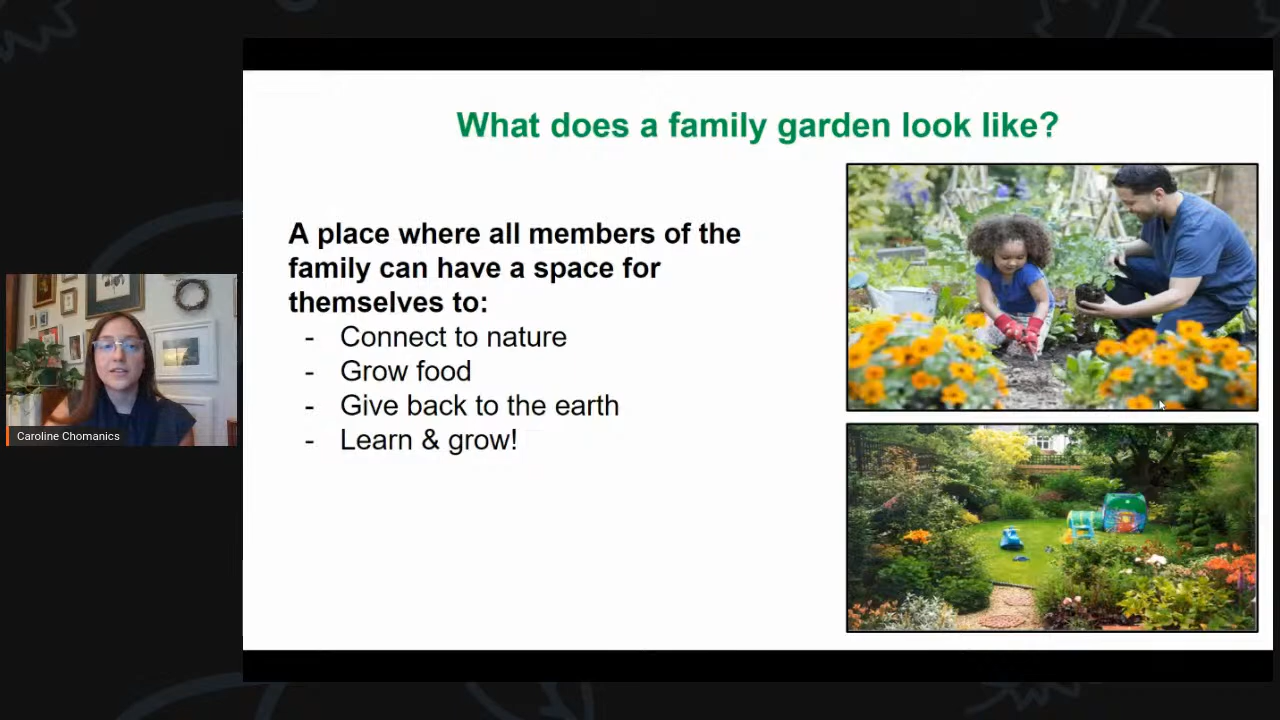 What does a family garden look like?
A place where all members of the
family can have a space for
themselves to:
- Connect to nature
- Grow food
- Give back to the earth
- Learn & grow!
Caroline Chomanics